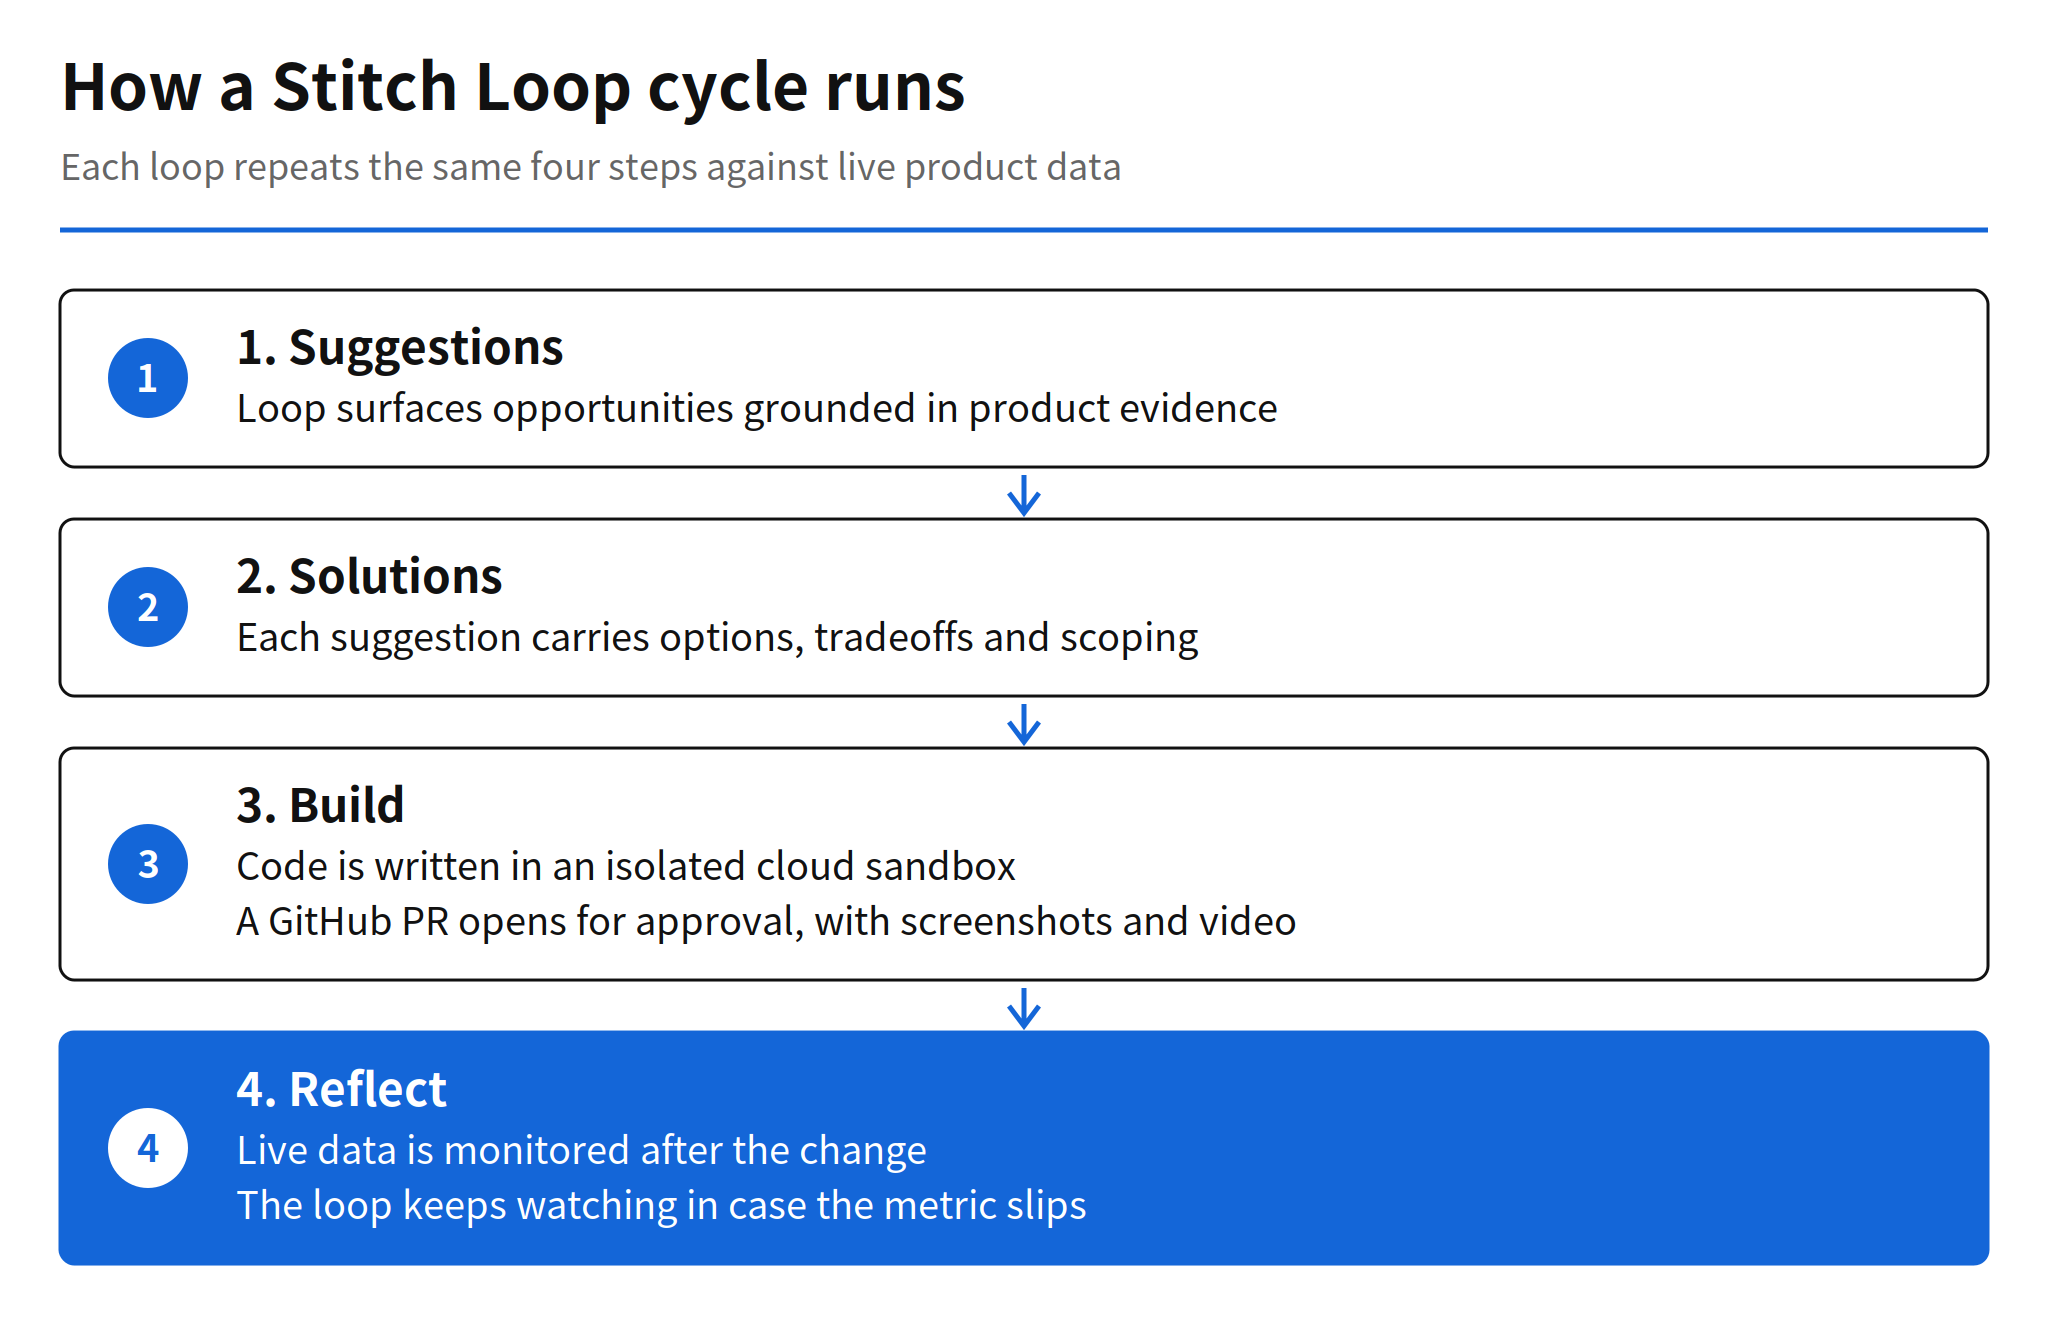 How a Stitch Loop cycle runs
Each loop repeats the same four steps against live product data
1
1. Suggestions
Loop surfaces opportunities grounded in product evidence
2
2. Solutions
Each suggestion carries options, tradeoffs and scoping
3
3. Build
Code is written in an isolated cloud sandbox
A GitHub PR opens for approval, with screenshots and video
4
4. Reflect
Live data is monitored after the change
The loop keeps watching in case the metric slips